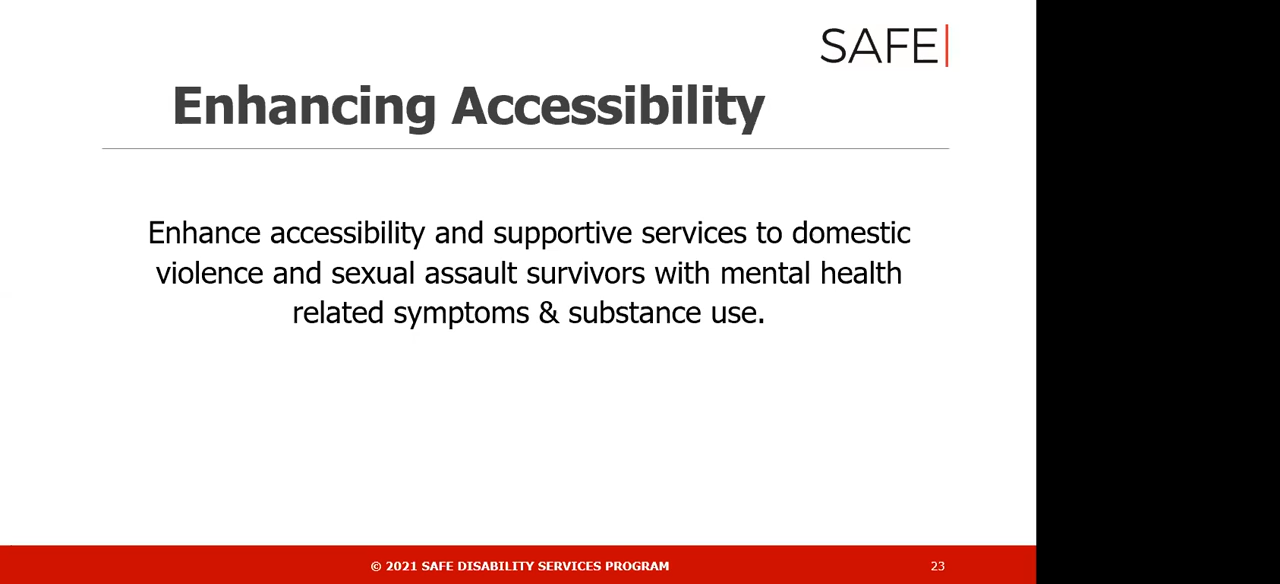 SAFE
Enhancing Accessibility
Enhance accessibility and supportive services to domestic
violence and sexual assault survivors with mental health
related symptoms & substance use.
© 2021 SAFE DISABILITY SERVICES PROGRAM
23